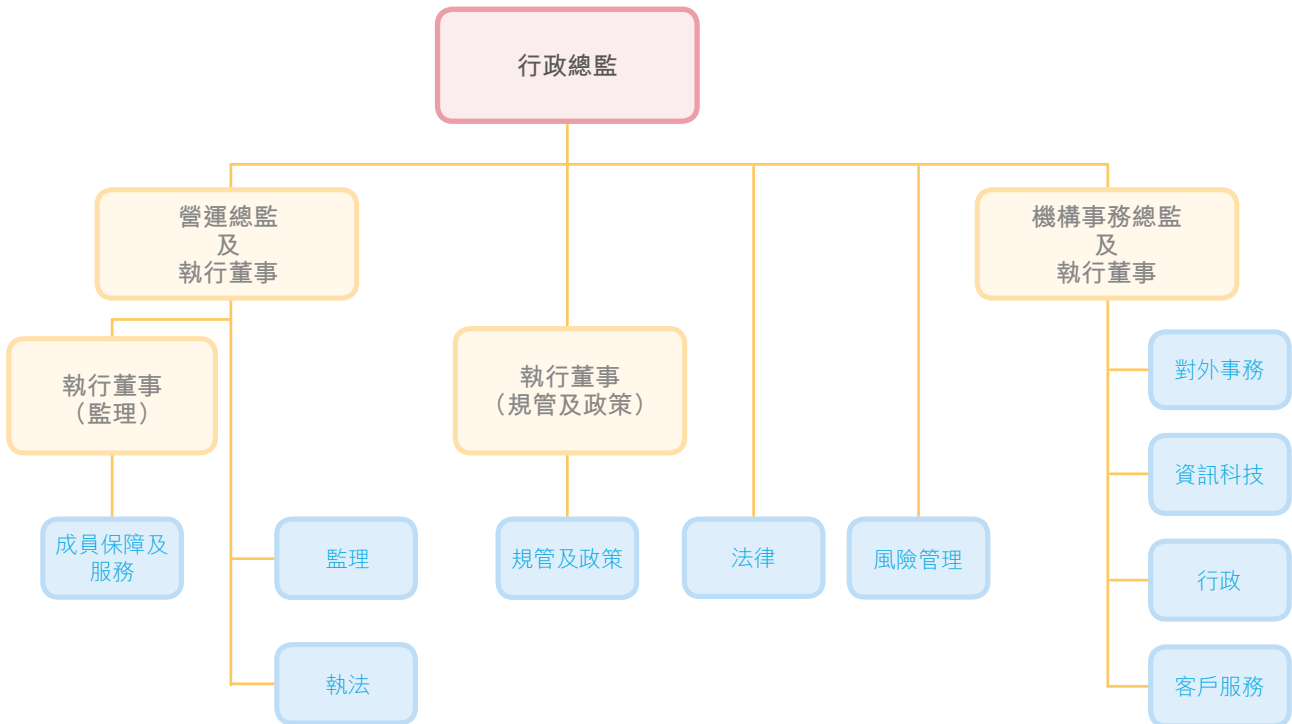 行政總監
營運總監
及
執行董事
機構事務總監
及
執行董事
執行董事
（監理）
執行董事
（規管及政策）
對外事務
資訊科技
成員保障及
服務
監理
規管及政策
法律
風險管理
行政
執法
客戶服務